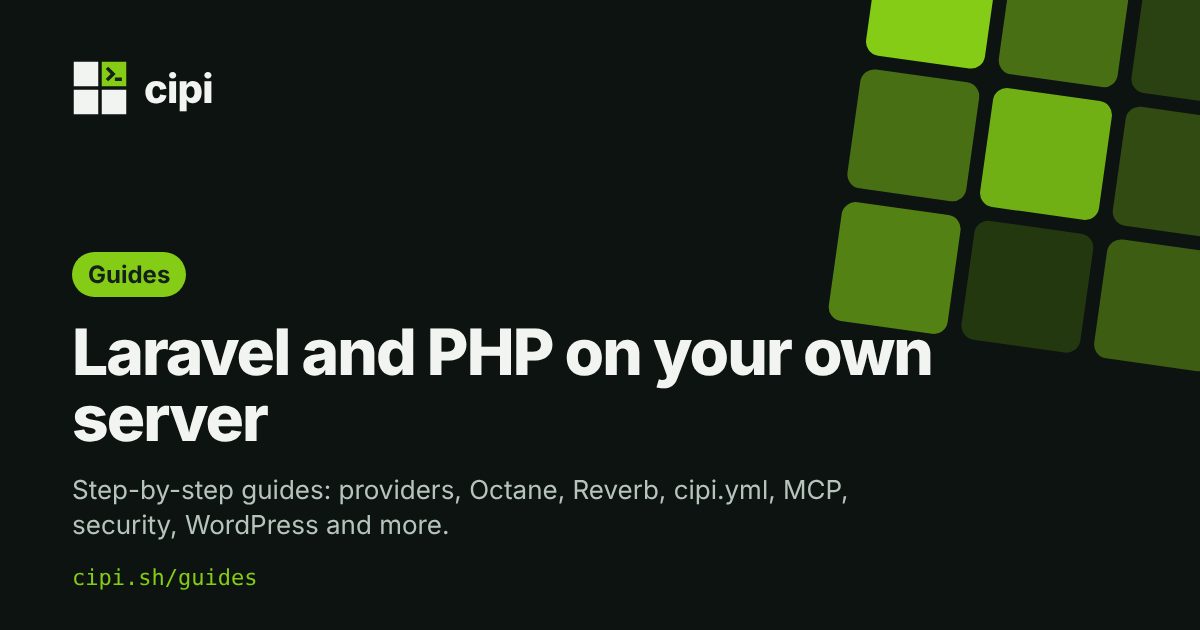 cipi
Guides
Laravel and PHP on your own
server
Step-by-step guides: providers, Octane, Reverb, cipi.yml, MCP,
security, WordPress and more.
cipi.sh/guides